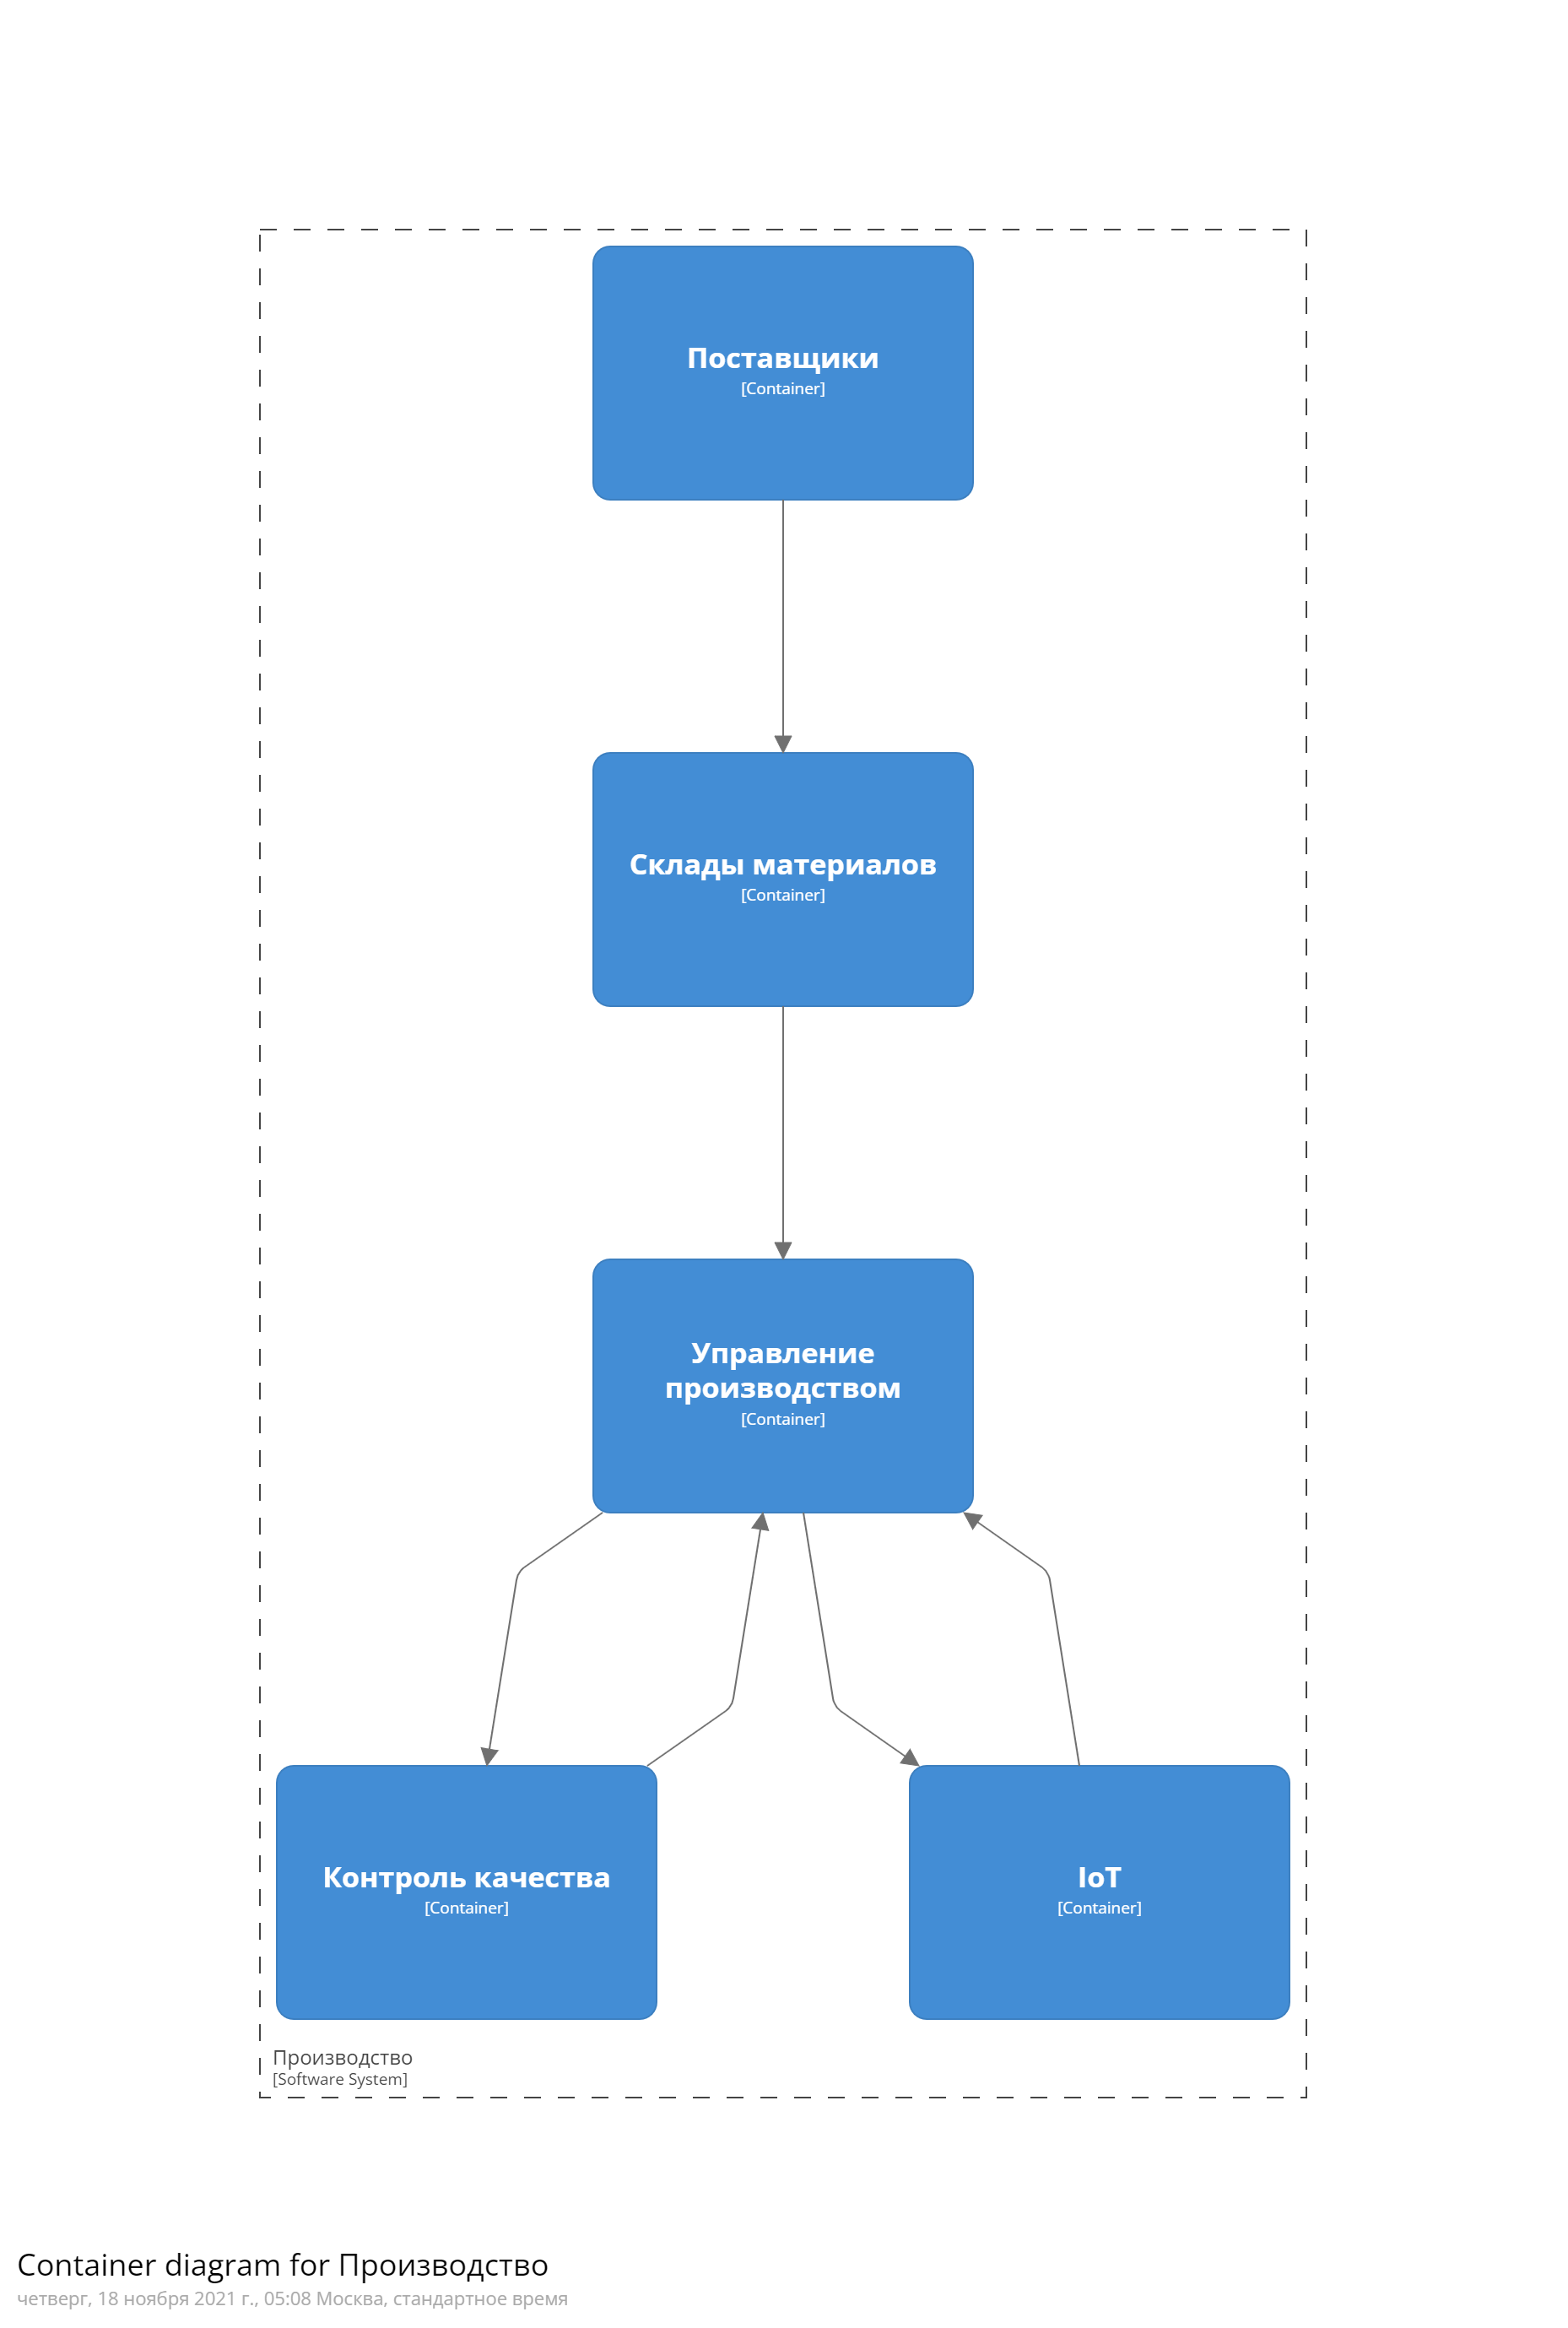 Поставщики
[Container]
Склады материалов
[Container]
Управление
производством
[Container]
Контроль качества
[Container]
IoT
[Container]
Производство
[Software System]
Container diagram for Производство
четверг, 18 ноября 2021 г., 05:08 Москва, стандартное время